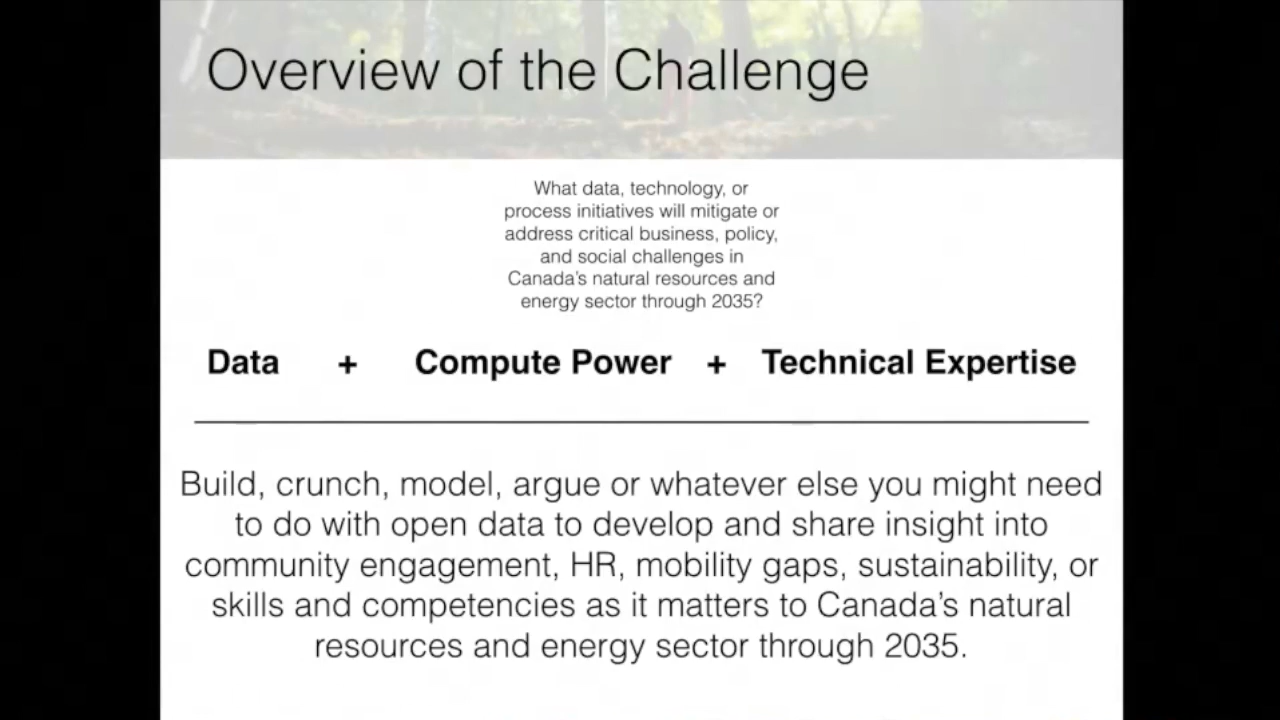 Overview of the Challenge
What data, technology, or
process initiatives will mitigate or
address critical business, policy,
and social challenges in
Canada's natural resources and
energy sector through 2035?
Data + Compute Power + Technical Expertise
Build, crunch, model, argue or whatever else you might need
to do with open data to develop and share insight into
community engagement, HR, mobility gaps, sustainability, or
skills and competencies as it matters to Canada's natural
resources and energy sector through 2035.